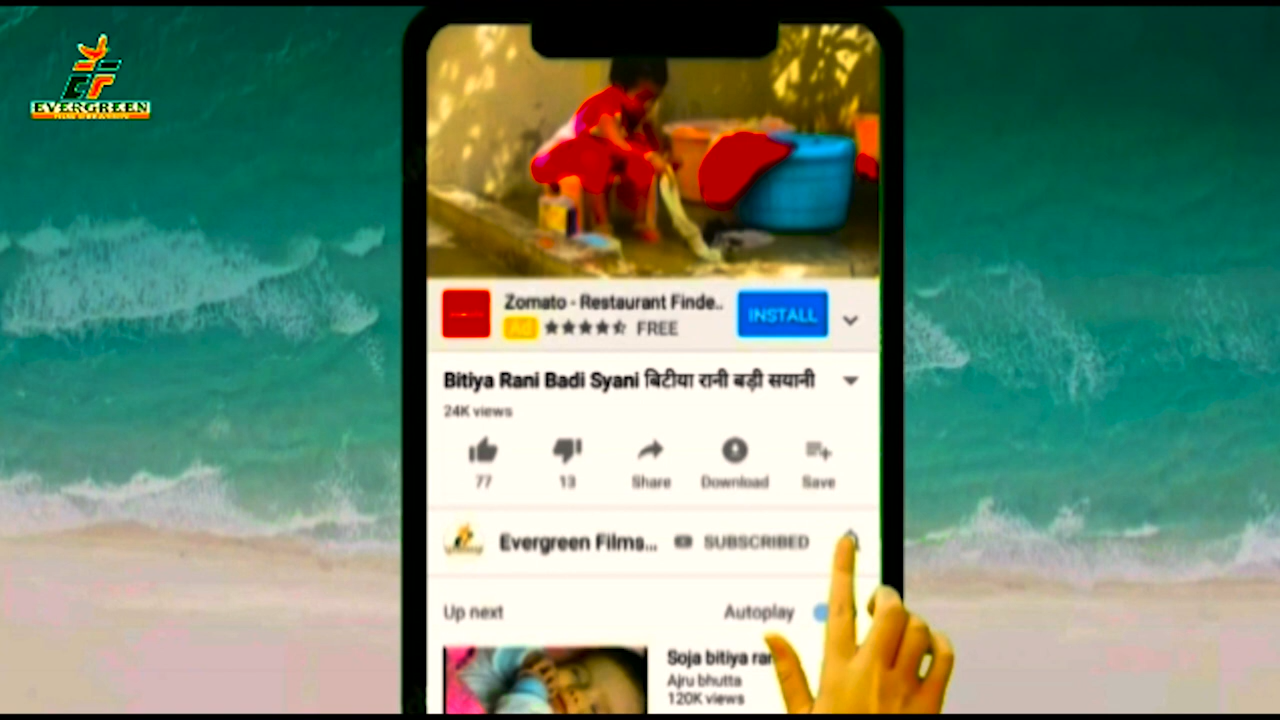 EVERGREEN
Zomato - Restaurant Finde..
INSTALL
Ad
FREE
Bitiya Rani Badi Syani बिटीया रानी बड़ी सयानी
24K views
77
13
Share
Download
Save
Evergreen Films...
SUBSCRIBED
Up next
Autoplay
Soja bitiya ran
Ajru bhutta
120K views